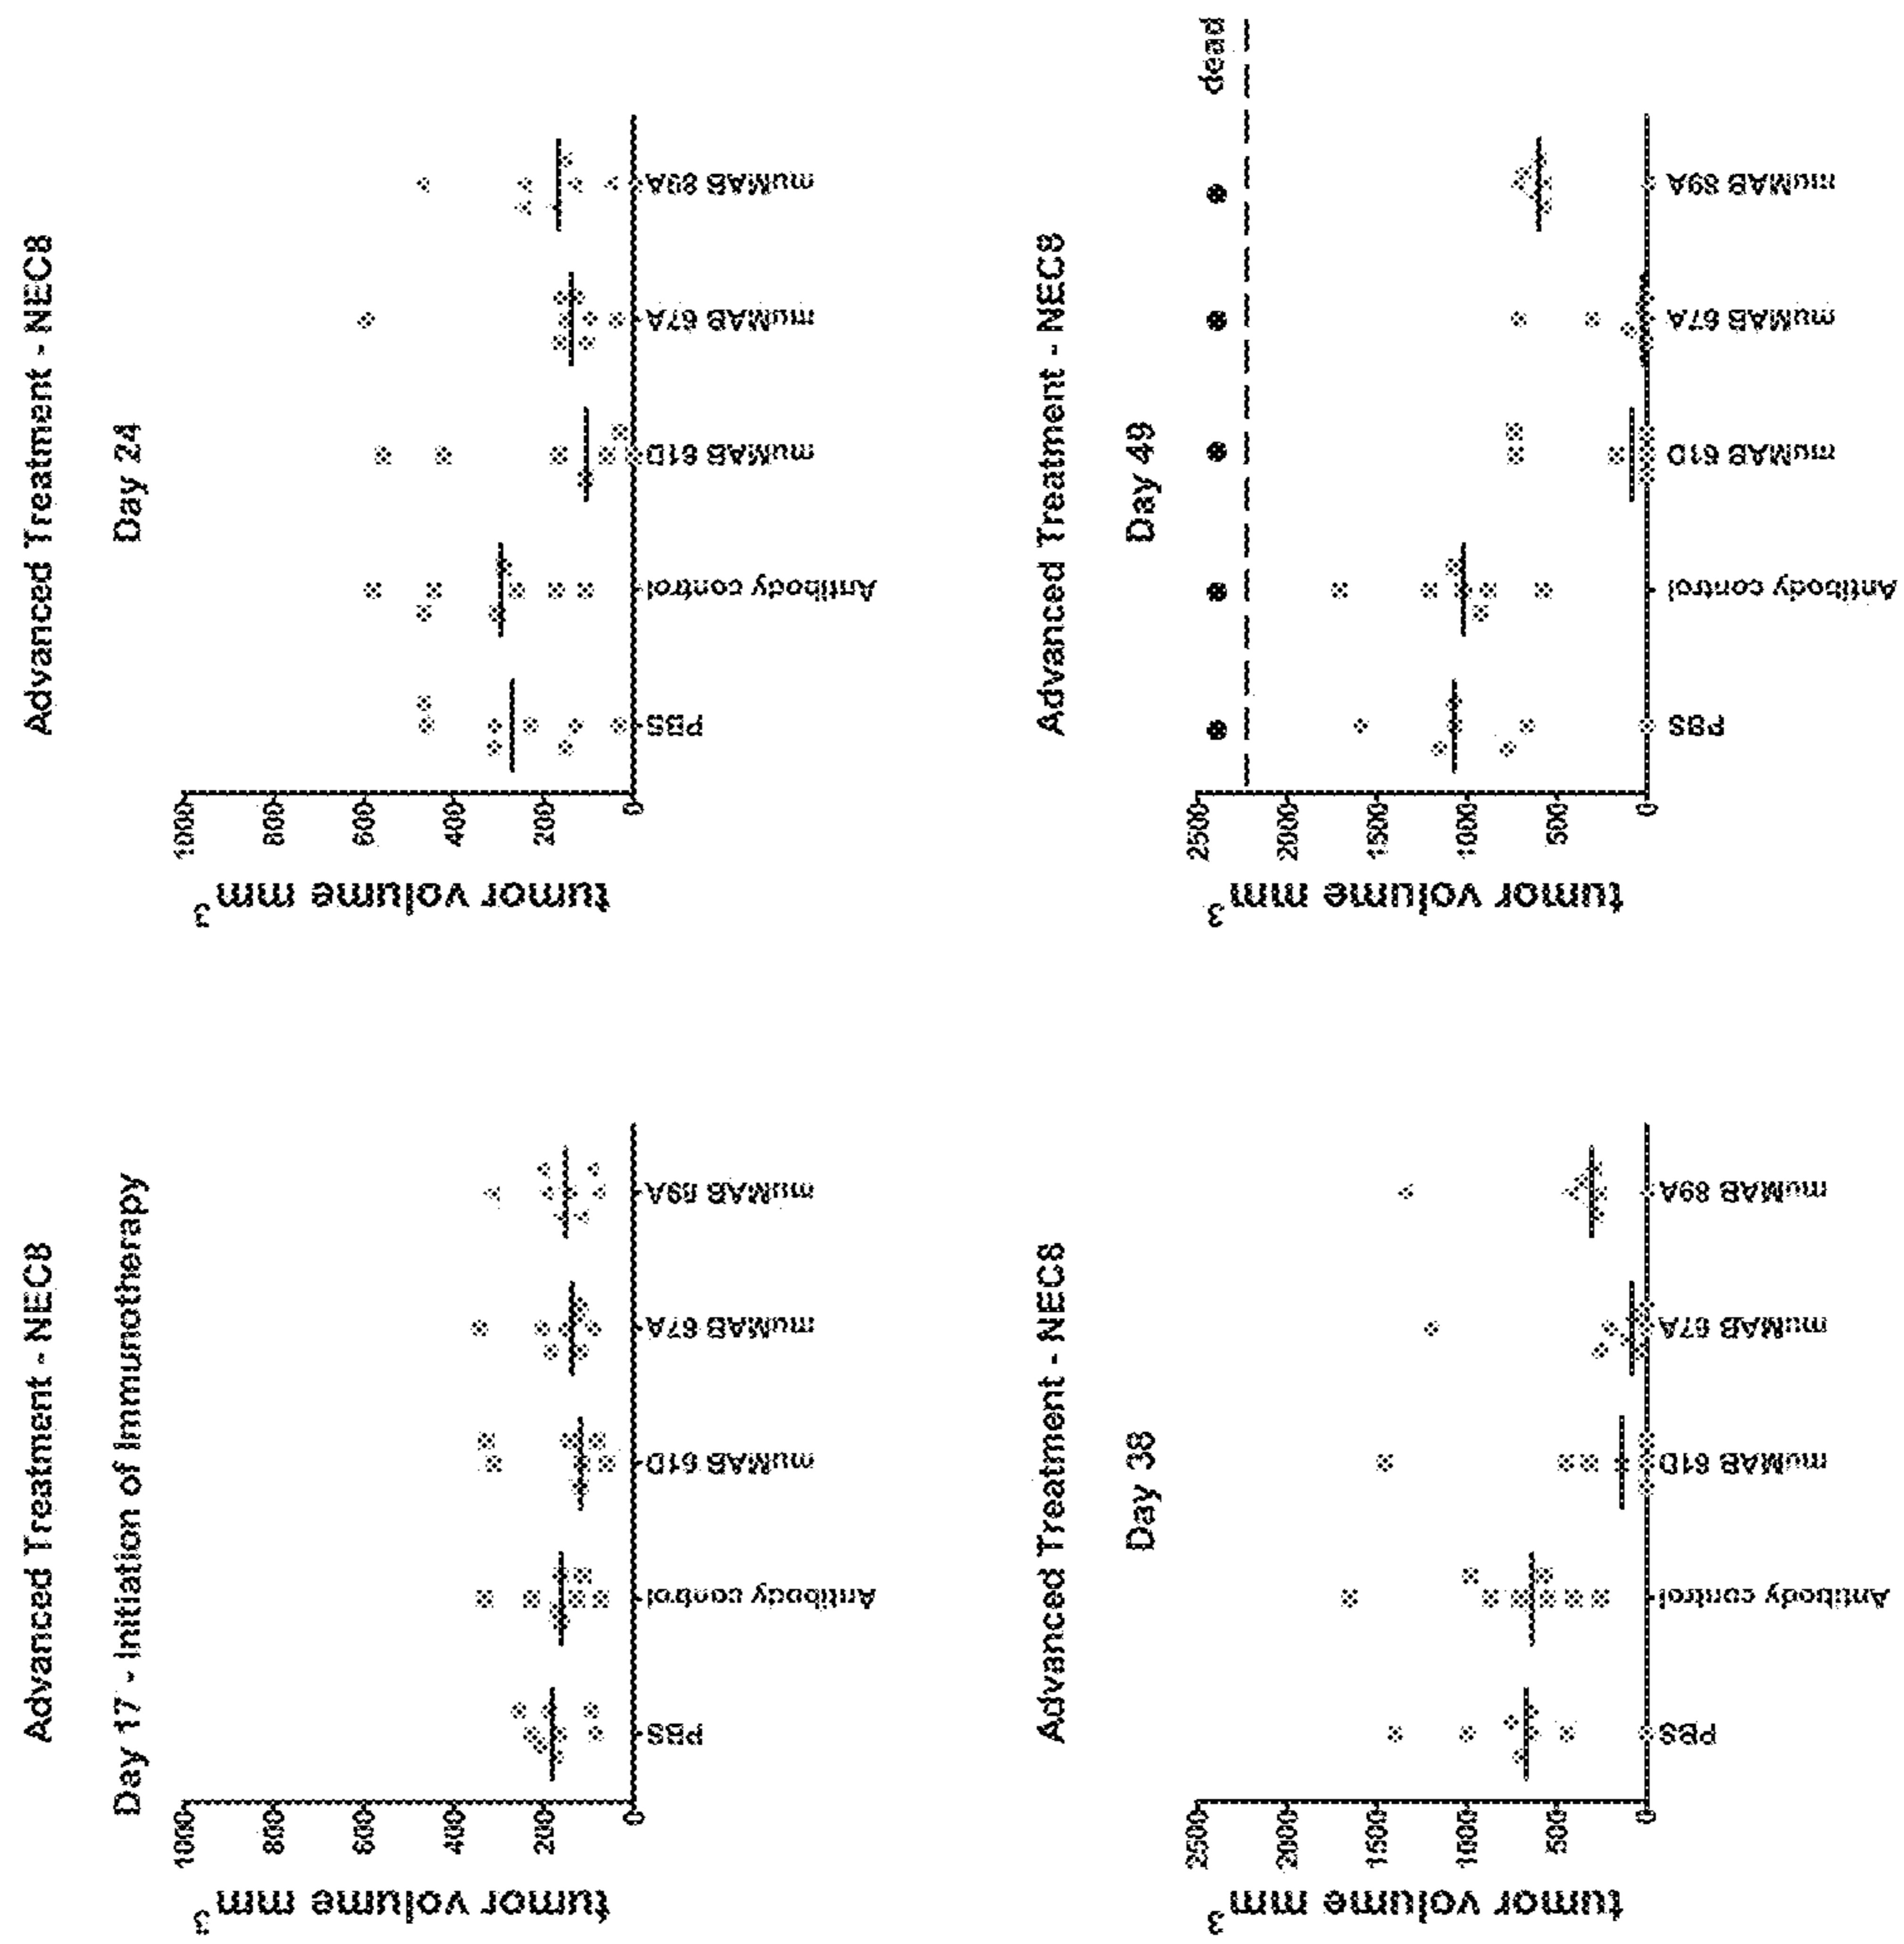 Advanced Treatment - NEC8
Day 17 - Initiation of Immunotherapy
tumor volume mm3
1000
800
600
400
200
0
PBS
Antibody control
muMAB 61D
muMAB 67A
muMAB 89A
Advanced Treatment - NEC8
Day 24
tumor volume mm3
1000
800
600
400
200
0
PBS
Antibody control
muMAB 61D
muMAB 67A
muMAB 89A
Advanced Treatment - NEC8
Day 38
tumor volume mm3
2500
2000
1500
1000
500
0
PBS
Antibody control
muMAB 61D
muMAB 67A
muMAB 89A
Advanced Treatment - NEC8
Day 49
dead
tumor volume mm3
2500
2000
1500
1000
500
0
PBS
Antibody control
muMAB 61D
muMAB 67A
muMAB 89A